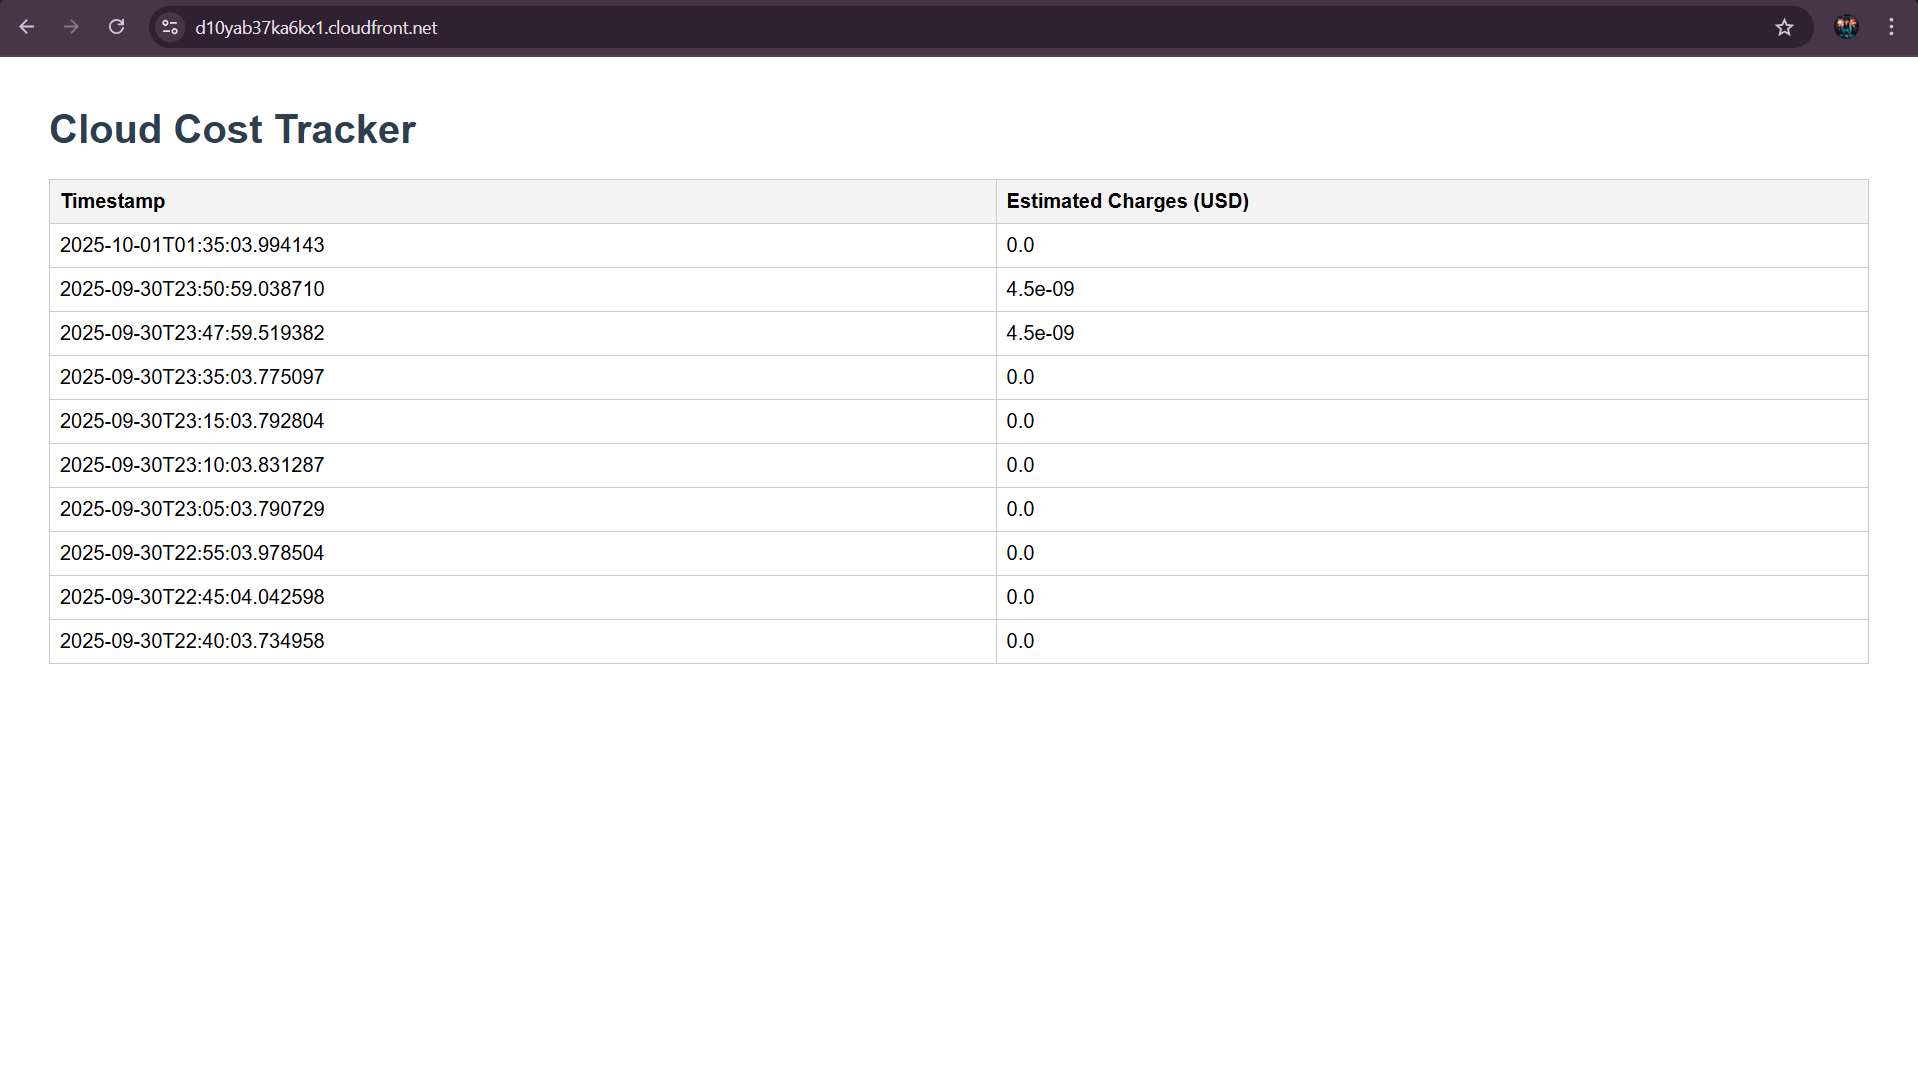 d10yab37ka6kx1.cloudfront.net
Cloud Cost Tracker
Timestamp Estimated Charges (USD)
2025-10-01T01:35:03.994143 0.0
2025-09-30T23:50:59.038710 4.5e-09
2025-09-30T23:47:59.519382 4.5e-09
2025-09-30T23:35:03.775097 0.0
2025-09-30T23:15:03.792804 0.0
2025-09-30T23:10:03.831287 0.0
2025-09-30T23:05:03.790729 0.0
2025-09-30T22:55:03.978504 0.0
2025-09-30T22:45:04.042598 0.0
2025-09-30T22:40:03.734958 0.0